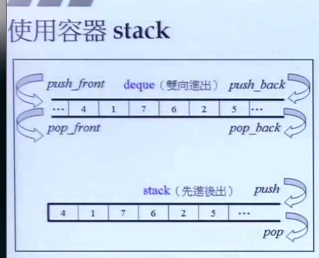 使用容器 stack
push_front deque（雙向進出） push_back
... 4 1 7 6 2 5 ...
pop_front pop_back
stack（先進後出） push
4 1 7 6 2 5 ...
pop